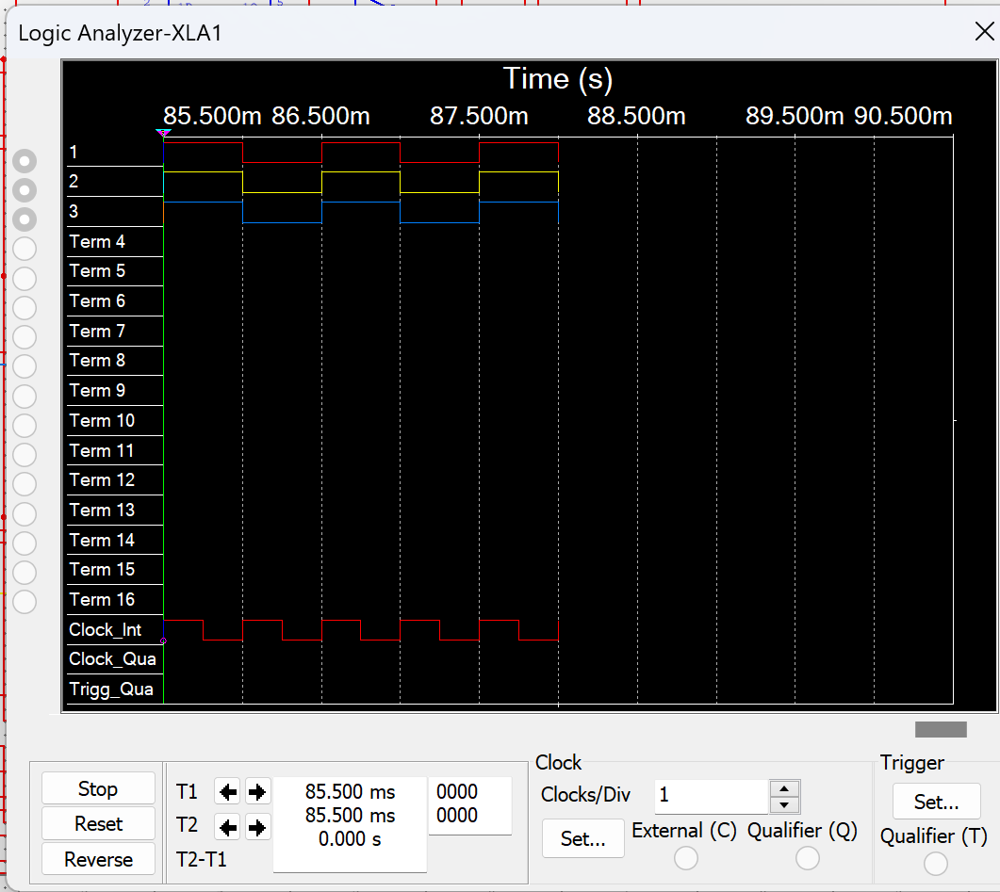 Logic Analyzer-XLA1
Time (s)
85.500m 86.500m 87.500m 88.500m 89.500m 90.500m
1
2
3
Term 4
Term 5
Term 6
Term 7
Term 8
Term 9
Term 10
Term 11
Term 12
Term 13
Term 14
Term 15
Term 16
Clock_Int
Clock_Qua
Trigg_Qua
Stop
Reset
Reverse
T1
T2
T2-T1
85.500 ms
85.500 ms
0.000 s
0000
0000
Clock
Clocks/Div 1
Set...
External (C) Qualifier (Q)
Trigger
Set...
Qualifier (T)